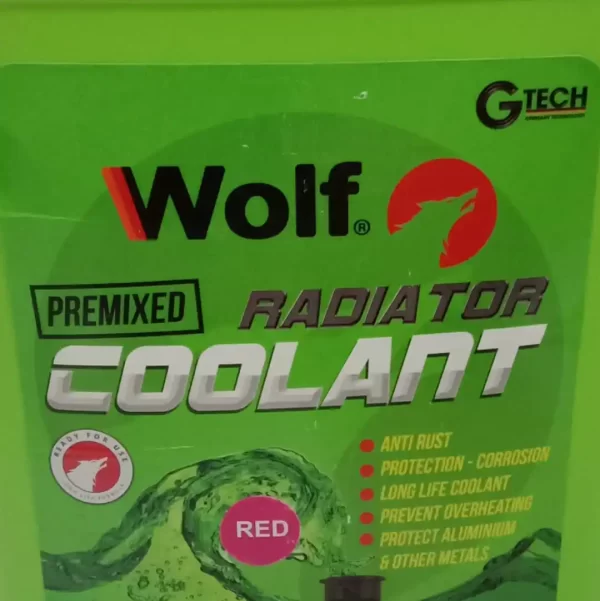 G TECH
Wolf®
PREMIXED
RADIATOR
COOLANT
READY FOR USE
ANTI RUST
PROTECTION - CORROSION
LONG LIFE COOLANT
PREVENT OVERHEATING
PROTECT ALUMINIUM
& OTHER METALS
RED